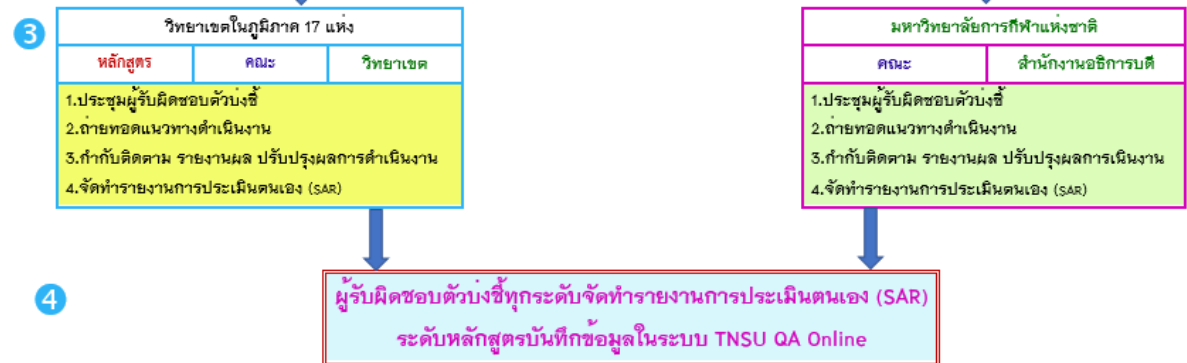 3
วิทยาเขตในภูมิภาค 17 แห่ง
หลักสูตร คณะ วิทยาเขต
1.ประชุมผู้รับผิดชอบตัวบ่งชี้
2.ถ่ายทอดแนวทางดำเนินงาน
3.กำกับติดตาม รายงานผล ปรับปรุงผลการดำเนินงาน
4.จัดทำรายงานการประเมินตนเอง (SAR)
มหาวิทยาลัยการกีฬาแห่งชาติ
คณะ สำนักงานอธิการบดี
1.ประชุมผู้รับผิดชอบตัวบ่งชี้
2.ถ่ายทอดแนวทางดำเนินงาน
3.กำกับติดตาม รายงานผล ปรับปรุงผลการเนินงาน
4.จัดทำรายงานการประเมินตนเอง (SAR)
4
ผู้รับผิดชอบตัวบ่งชี้ทุกระดับจัดทำรายงานการประเมินตนเอง (SAR)
ระดับหลักสูตรบันทึกข้อมูลในระบบ TNSU QA Online